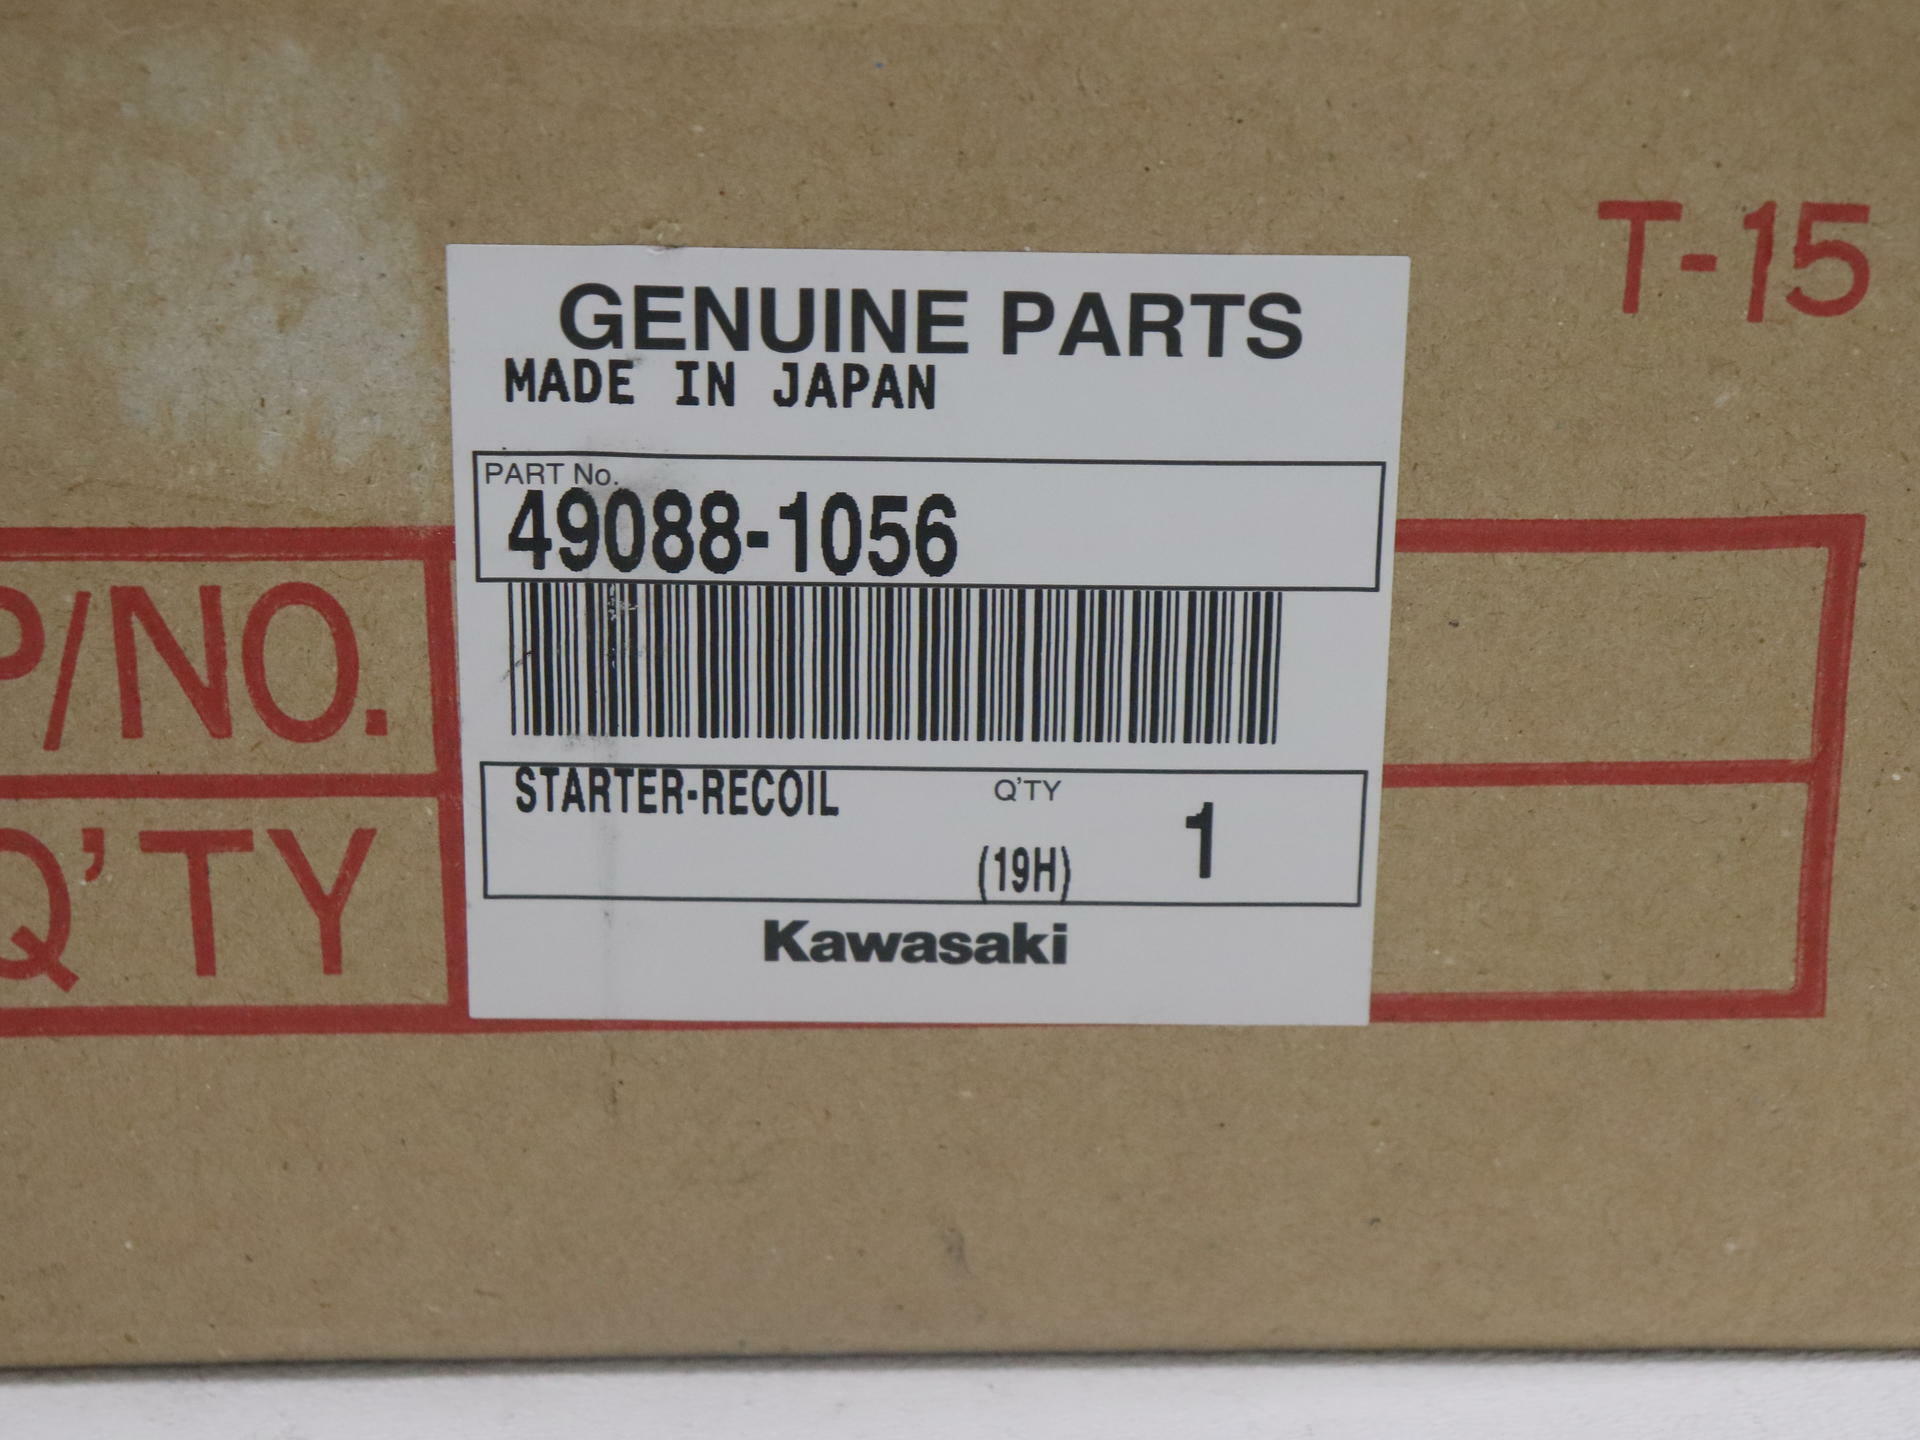 T-15
GENUINE PARTS
MADE IN JAPAN
PART No.
49088-1056
P/NO.
STARTER-RECOIL
Q'TY
1
(19H)
Q'TY
Kawasaki